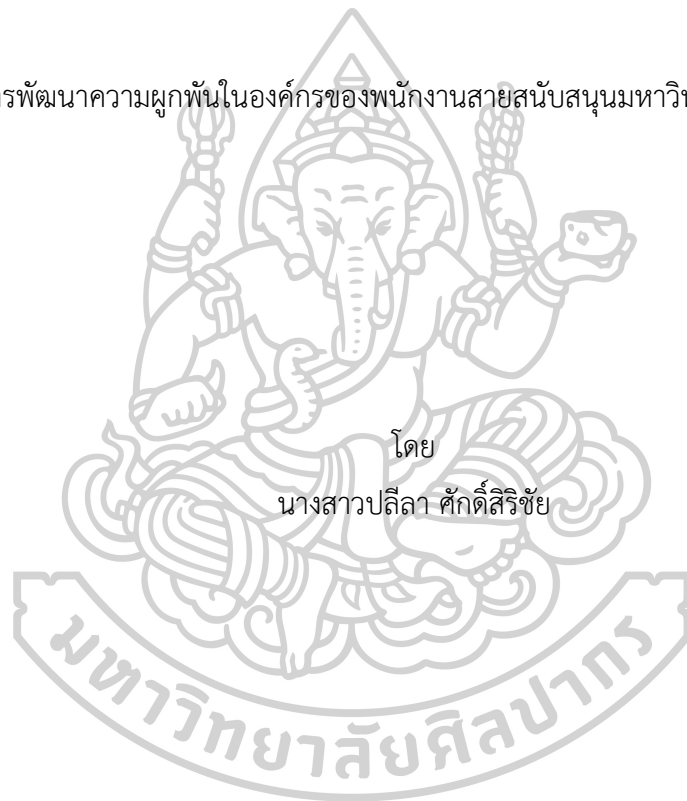 รพัฒนาความผูกพันในองค์กรของพนักงานสายสนับสนุนมหาวิ
โดย
นางสาวปลีลา ศักดิ์สิริชัย
มหาวิทยาลัยศิลปากร